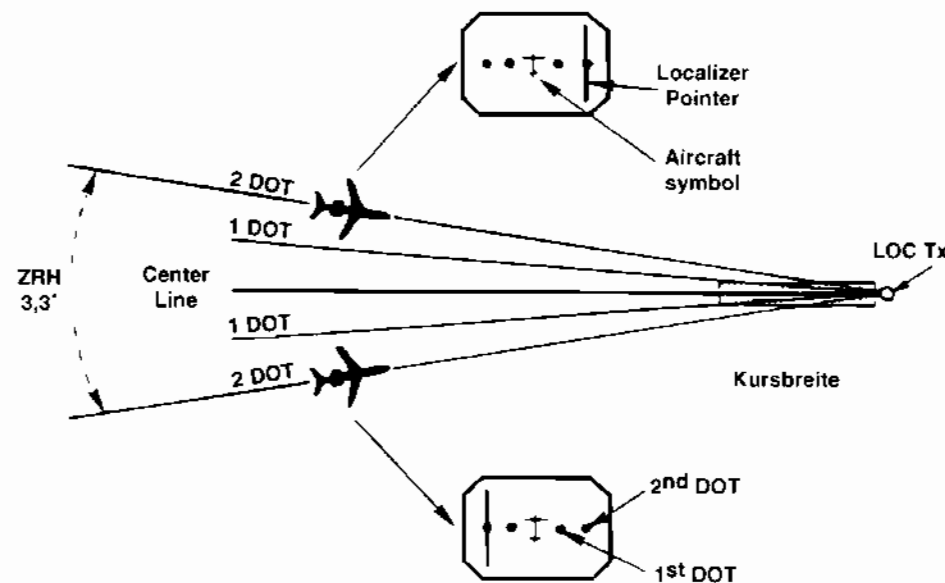 Localizer
Pointer
Aircraft
symbol
2 DOT
1 DOT
LOC Tx
ZRH
3,3°
Center
Line
1 DOT
2 DOT
Kursbreite
2nd DOT
1st DOT